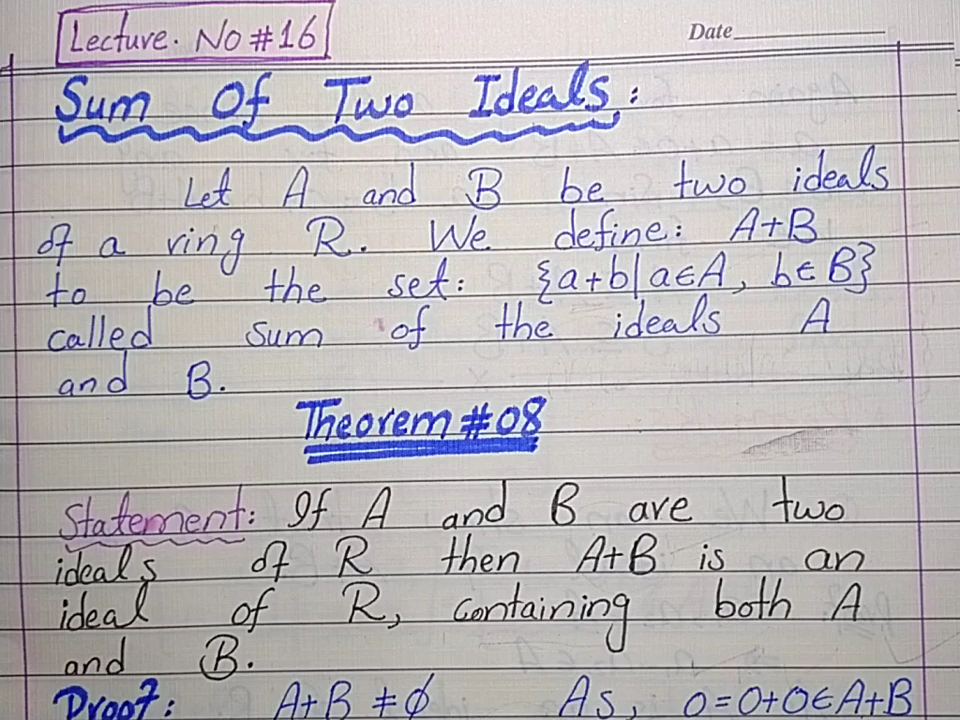 Lecture. No #16
Date
Sum Of Two Ideals:
Let A and B be two ideals
of a ring R. We define: A+B
to be the set: {a+b|a∈A, b∈B}
called sum of the ideals A
and B.
Theorem #08
Statement: If A and B are two
ideals of R then A+B is an
ideal of R, containing both A
and B.
Proof: A+B ≠ ϕ As, 0=0+0∈A+B